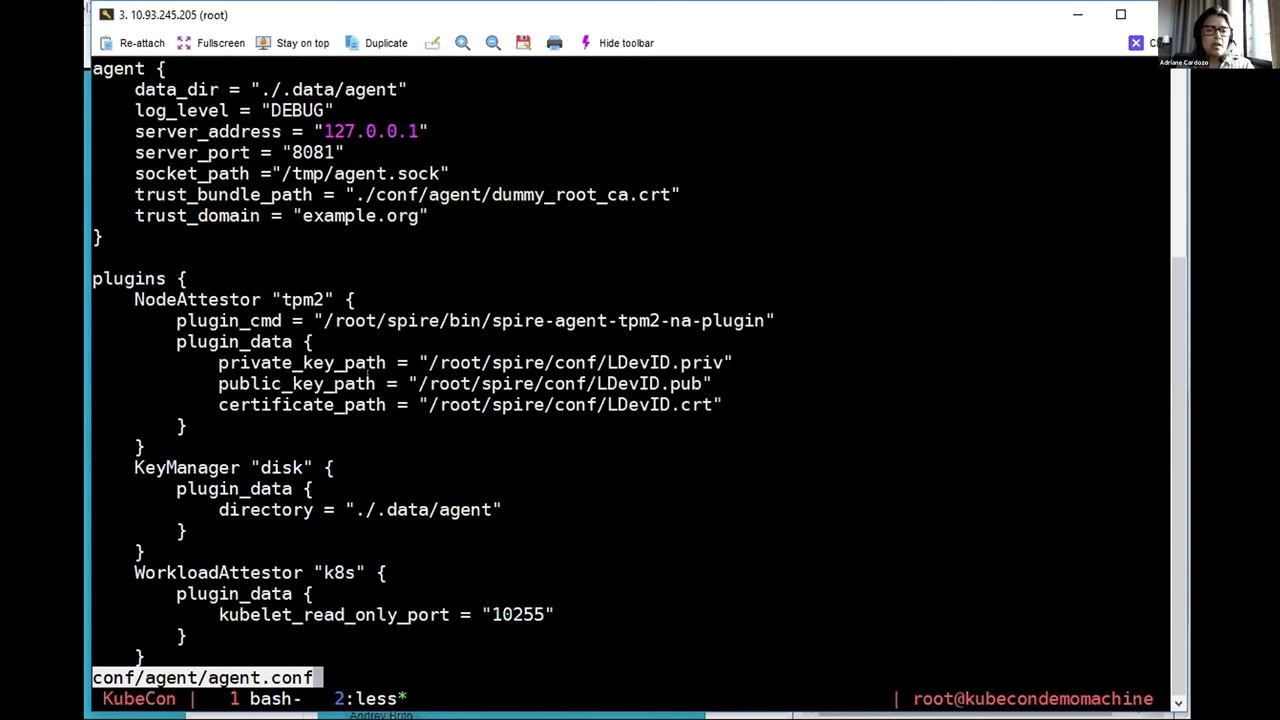 3. 10.93.245.205 (root)
Re-attach Fullscreen Stay on top Duplicate Hide toolbar
Adriane Cardozo
agent {
data_dir = "./.data/agent"
log_level = "DEBUG"
server_address = "127.0.0.1"
server_port = "8081"
socket_path ="/tmp/agent.sock"
trust_bundle_path = "./conf/agent/dummy_root_ca.crt"
trust_domain = "example.org"
}
plugins {
NodeAttestor "tpm2" {
plugin_cmd = "/root/spire/bin/spire-agent-tpm2-na-plugin"
plugin_data {
private_key_path = "/root/spire/conf/LDevID.priv"
public_key_path = "/root/spire/conf/LDevID.pub"
certificate_path = "/root/spire/conf/LDevID.crt"
}
}
KeyManager "disk" {
plugin_data {
directory = "./.data/agent"
}
}
WorkloadAttestor "k8s" {
plugin_data {
kubelet_read_only_port = "10255"
}
}
conf/agent/agent.conf
KubeCon | 1 bash- 2:less* | root@kubecondemomachine
Andrey Brito